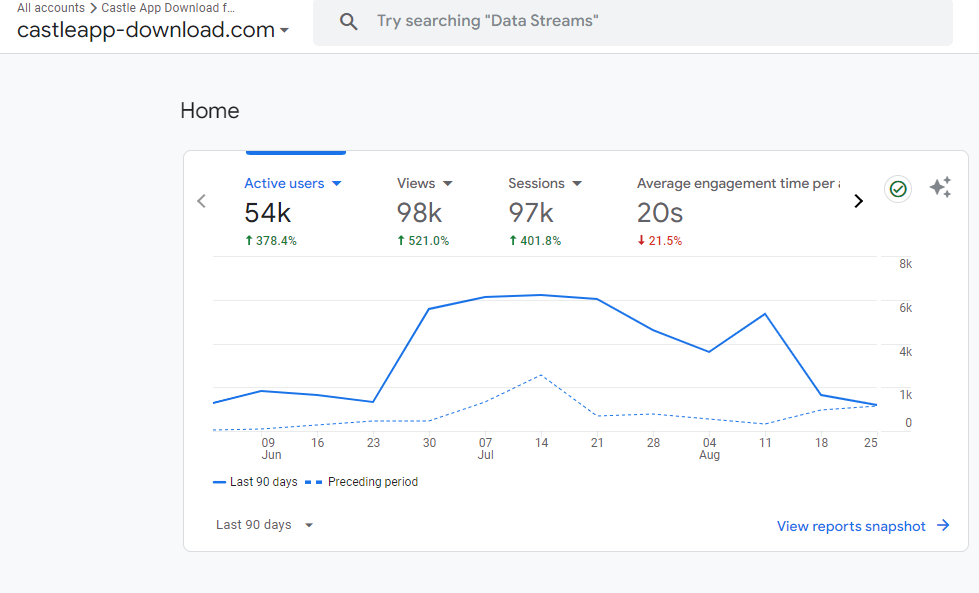 All accounts > Castle App Download f...
castleapp-download.com
Try searching "Data Streams"
Home
Active users
Views
Sessions
Average engagement time per
54k
98k
97k
20s
378.4%
521.0%
401.8%
21.5%
8k
6k
4k
1k
0
09 16 23 30 07 14 21 28 04 11 18 25
Jun Jul Aug
Last 90 days
Preceding period
Last 90 days
View reports snapshot